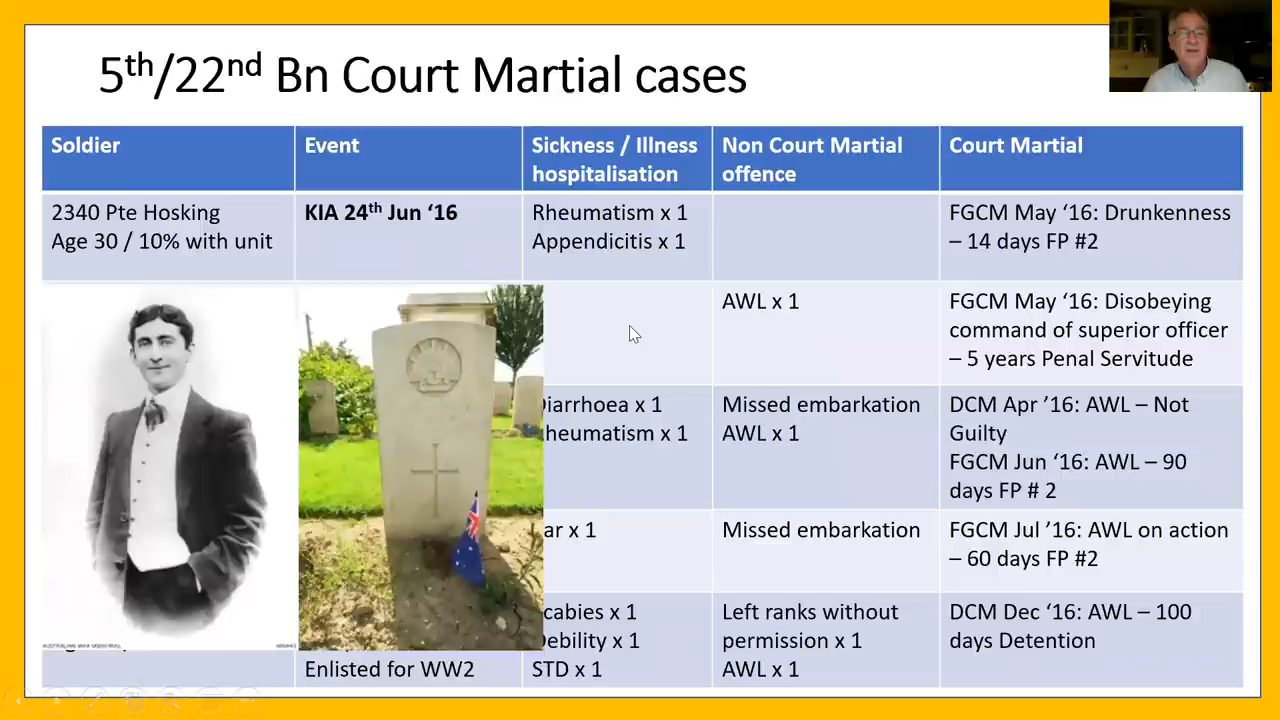 5th/22nd Bn Court Martial cases
Soldier
Event
Sickness / Illness
hospitalisation
Non Court Martial
offence
Court Martial
2340 Pte Hosking
Age 30 / 10% with unit
KIA 24th Jun ‘16
Rheumatism x 1
Appendicitis x 1
FGCM May ‘16: Drunkenness
– 14 days FP #2
AWL x 1
FGCM May ‘16: Disobeying
command of superior officer
– 5 years Penal Servitude
Diarrhoea x 1
heumatism x 1
Missed embarkation
AWL x 1
DCM Apr ’16: AWL – Not
Guilty
FGCM Jun ‘16: AWL – 90
days FP # 2
ar x 1
Missed embarkation
FGCM Jul ’16: AWL on action
– 60 days FP #2
Enlisted for WW2
cabies x 1
Debility x 1
STD x 1
Left ranks without
permission x 1
AWL x 1
DCM Dec ‘16: AWL – 100
days Detention